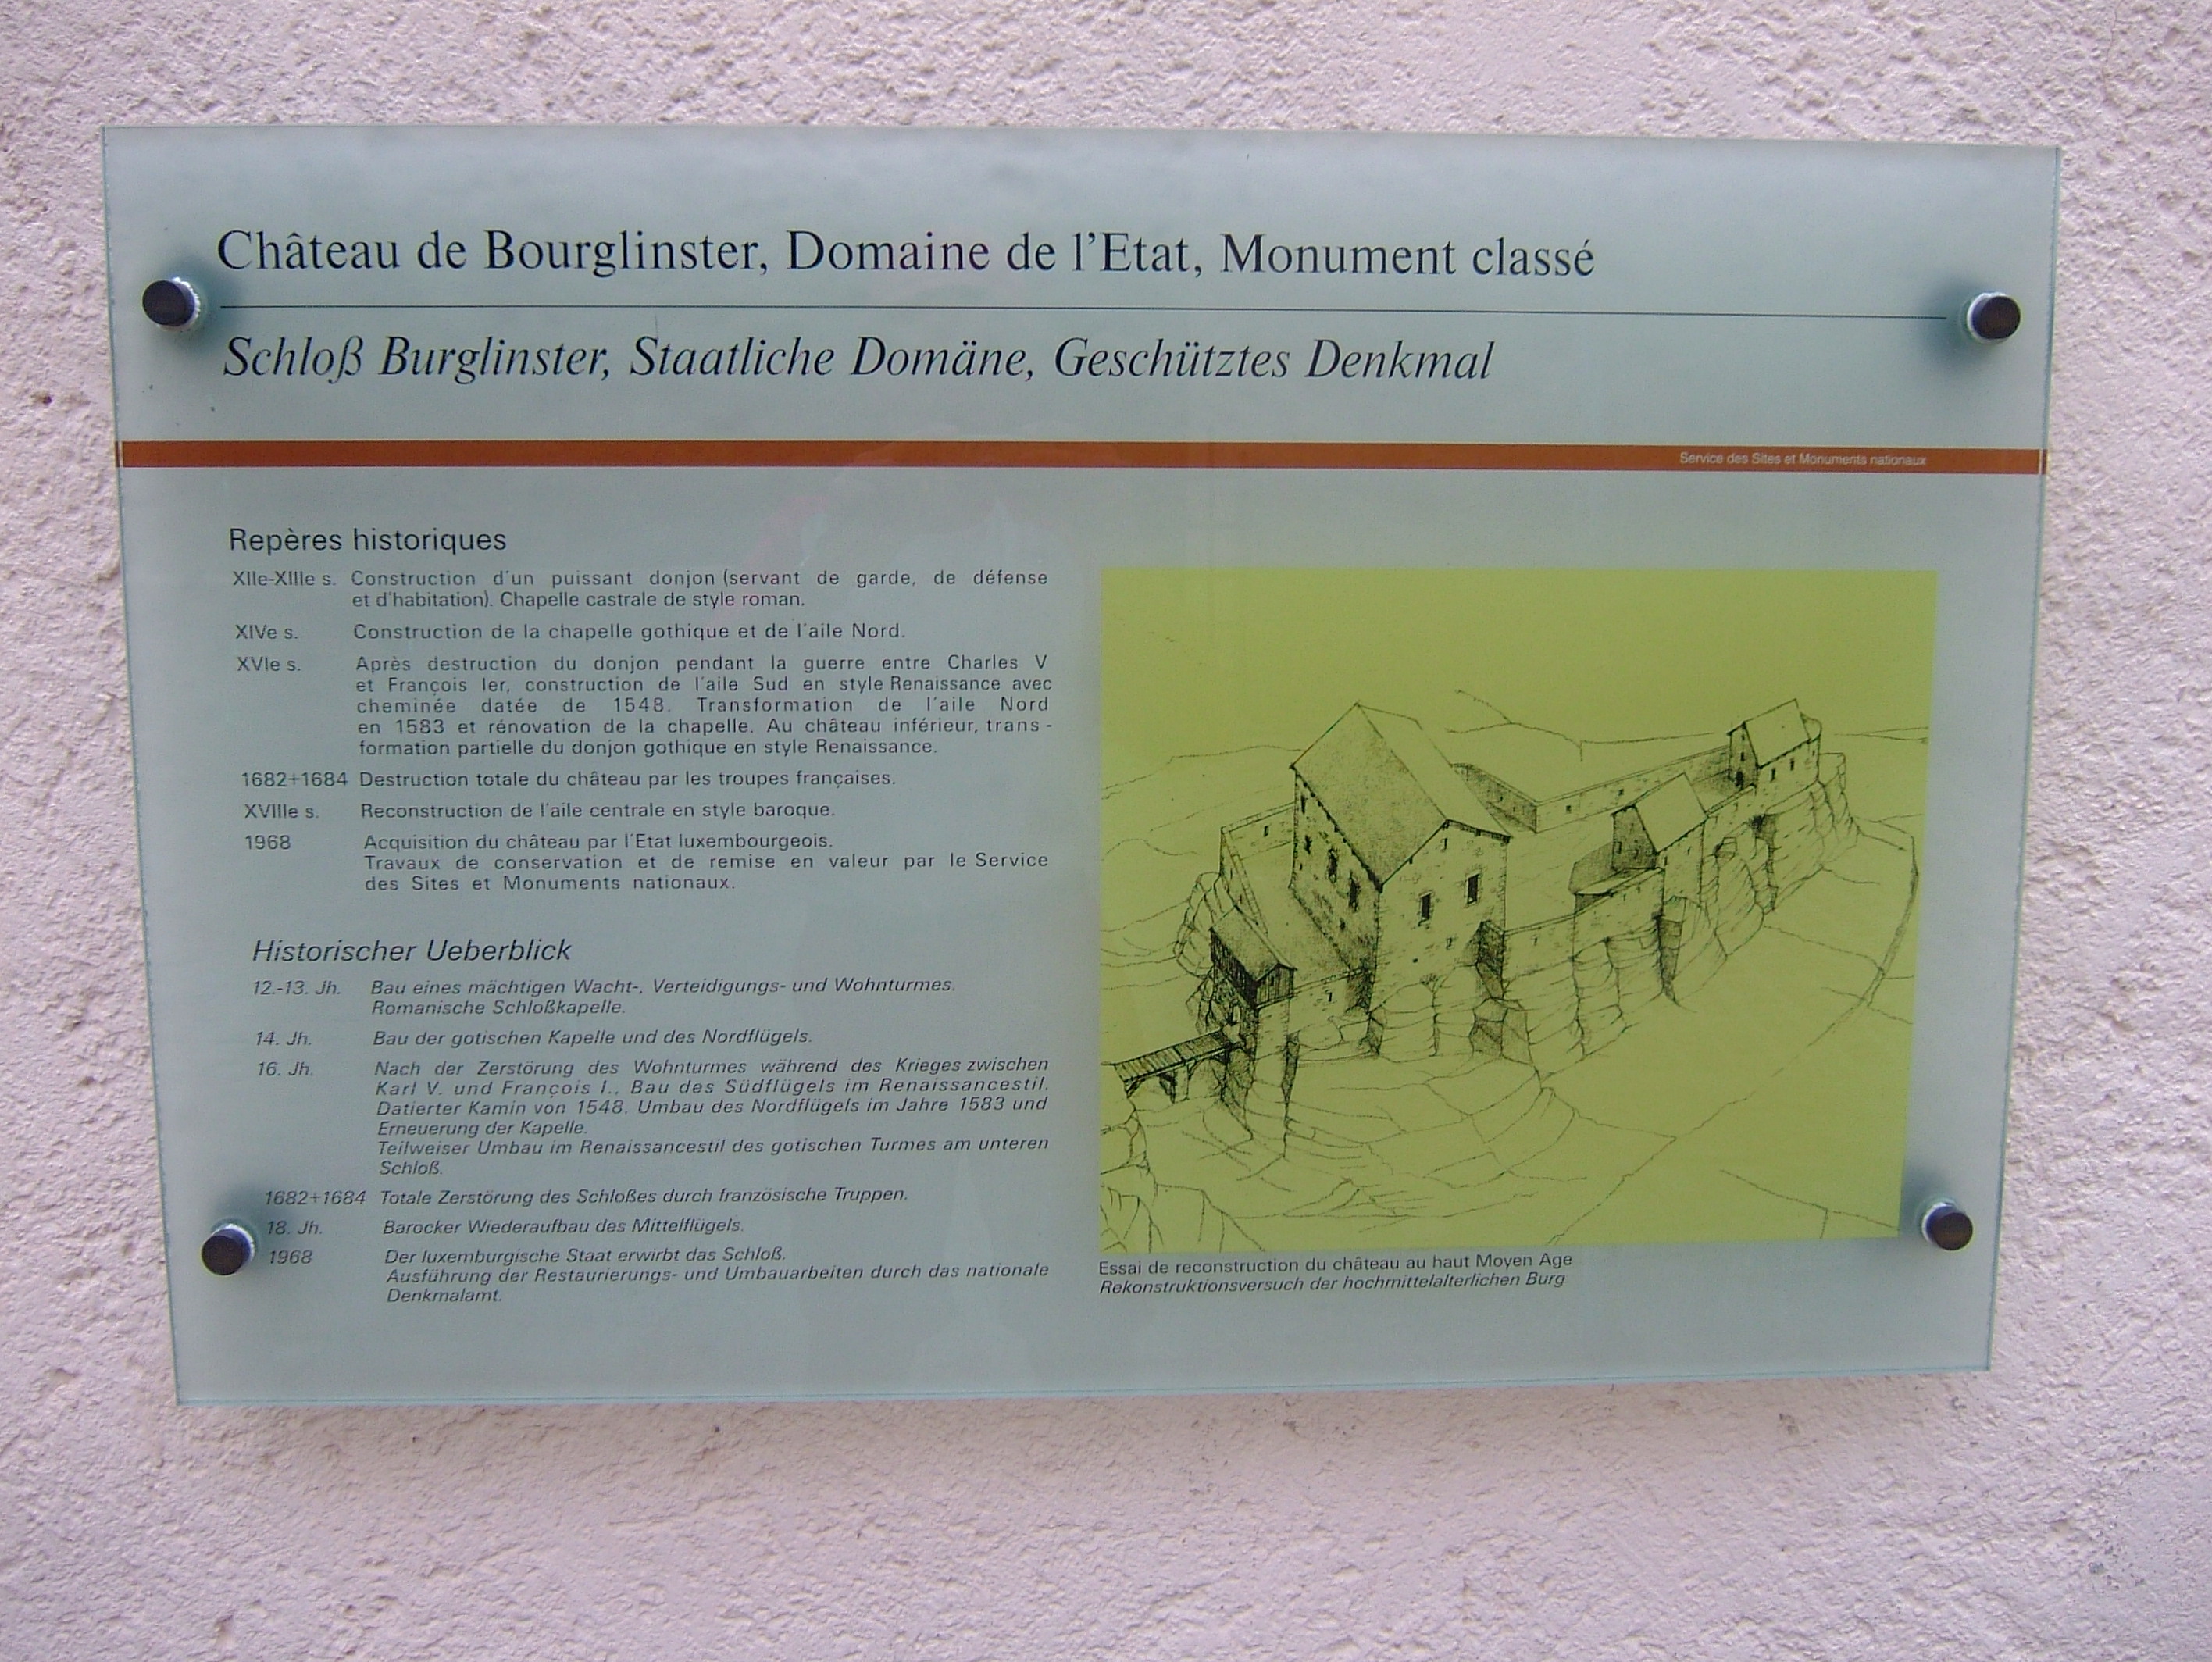 Château de Bourglinster, Domaine de l'Etat, Monument classé
Schloß Burglinster, Staatliche Domäne, Geschütztes Denkmal
Service des Sites et Monuments nationaux
Repères historiques
XIIe-XIIIe s. Construction d'un puissant donjon (servant de garde, de défense
et d'habitation). Chapelle castrale de style roman.
XIVe s. Construction de la chapelle gothique et de l'aile Nord.
XVIe s. Après destruction du donjon pendant la guerre entre Charles V
et François Ier, construction de l'aile Sud en style Renaissance avec
cheminée datée de 1548. Transformation de l'aile Nord
en 1583 et rénovation de la chapelle. Au château inférieur, trans-
formation partielle du donjon gothique en style Renaissance.
1682+1684 Destruction totale du château par les troupes françaises.
XVIIIe s. Reconstruction de l'aile centrale en style baroque.
1968 Acquisition du château par l'Etat luxembourgeois.
Travaux de conservation et de remise en valeur par le Service
des Sites et Monuments nationaux.
Historischer Ueberblick
12.-13. Jh. Bau eines mächtigen Wacht-, Verteidigungs- und Wohnturmes.
Romanische Schloßkapelle.
14. Jh. Bau der gotischen Kapelle und des Nordflügels.
16. Jh. Nach der Zerstörung des Wohnturmes während des Krieges zwischen
Karl V. und François I., Bau des Südflügels im Renaissancestil.
Datierter Kamin von 1548. Umbau des Nordflügels im Jahre 1583 und
Erneuerung der Kapelle.
Teilweiser Umbau im Renaissancestil des gotischen Turmes am unteren
Schloß.
1682+1684 Totale Zerstörung des Schloßes durch französische Truppen.
18. Jh. Barocker Wiederaufbau des Mittelflügels.
1968 Der luxemburgische Staat erwirbt das Schloß.
Ausführung der Restaurierungs- und Umbauarbeiten durch das nationale
Denkmalamt.
Essai de reconstruction du château au haut Moyen Age
Rekonstruktionsversuch der hochmittelalterlichen Burg